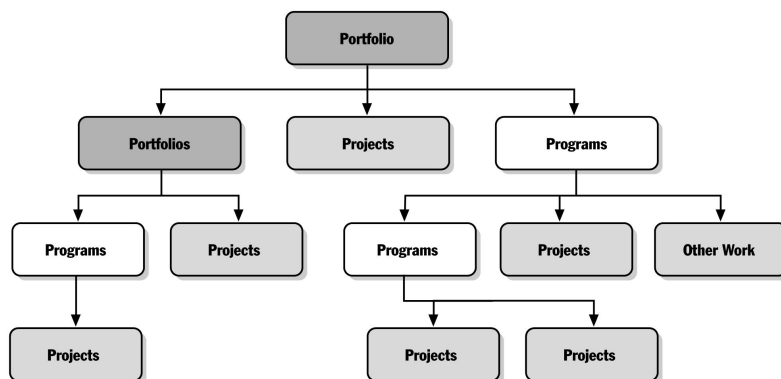 Portfolio
Portfolios
Projects
Programs
Programs
Projects
Programs
Projects
Other Work
Projects
Projects
Projects